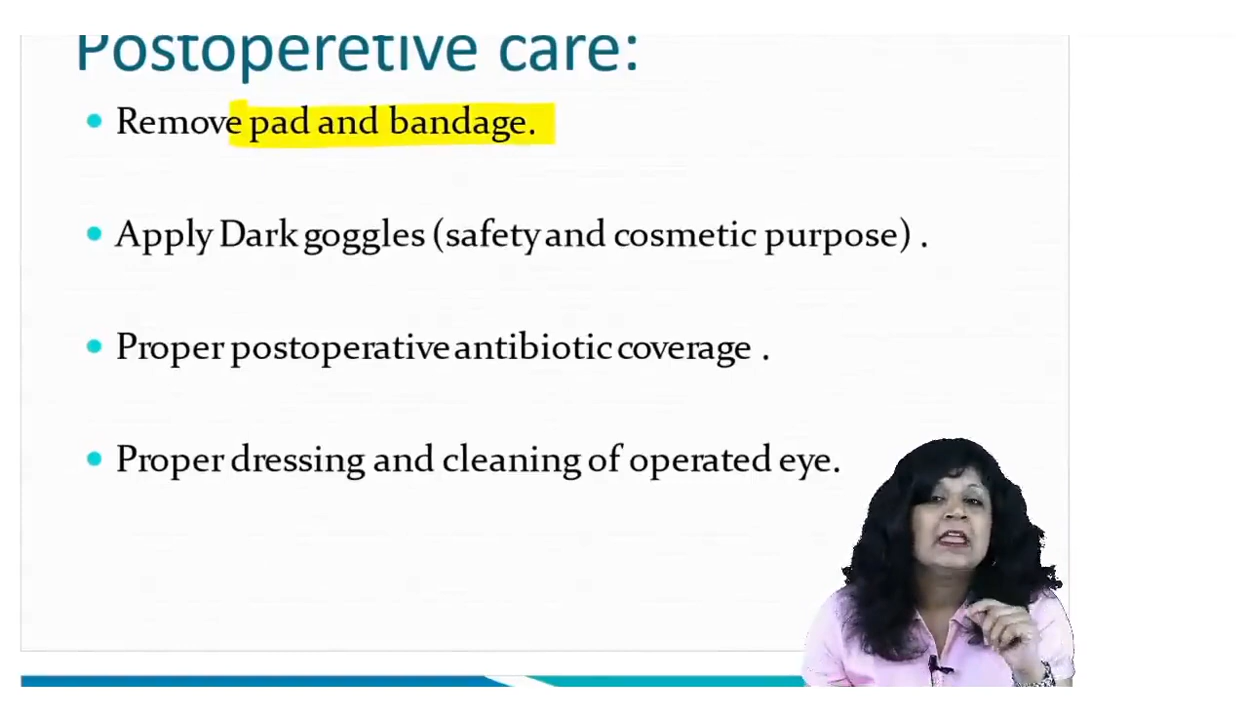 Postoperetive care:
• Remove pad and bandage.
• Apply Dark goggles (safety and cosmetic purpose) .
• Proper postoperative antibiotic coverage .
• Proper dressing and cleaning of operated eye.